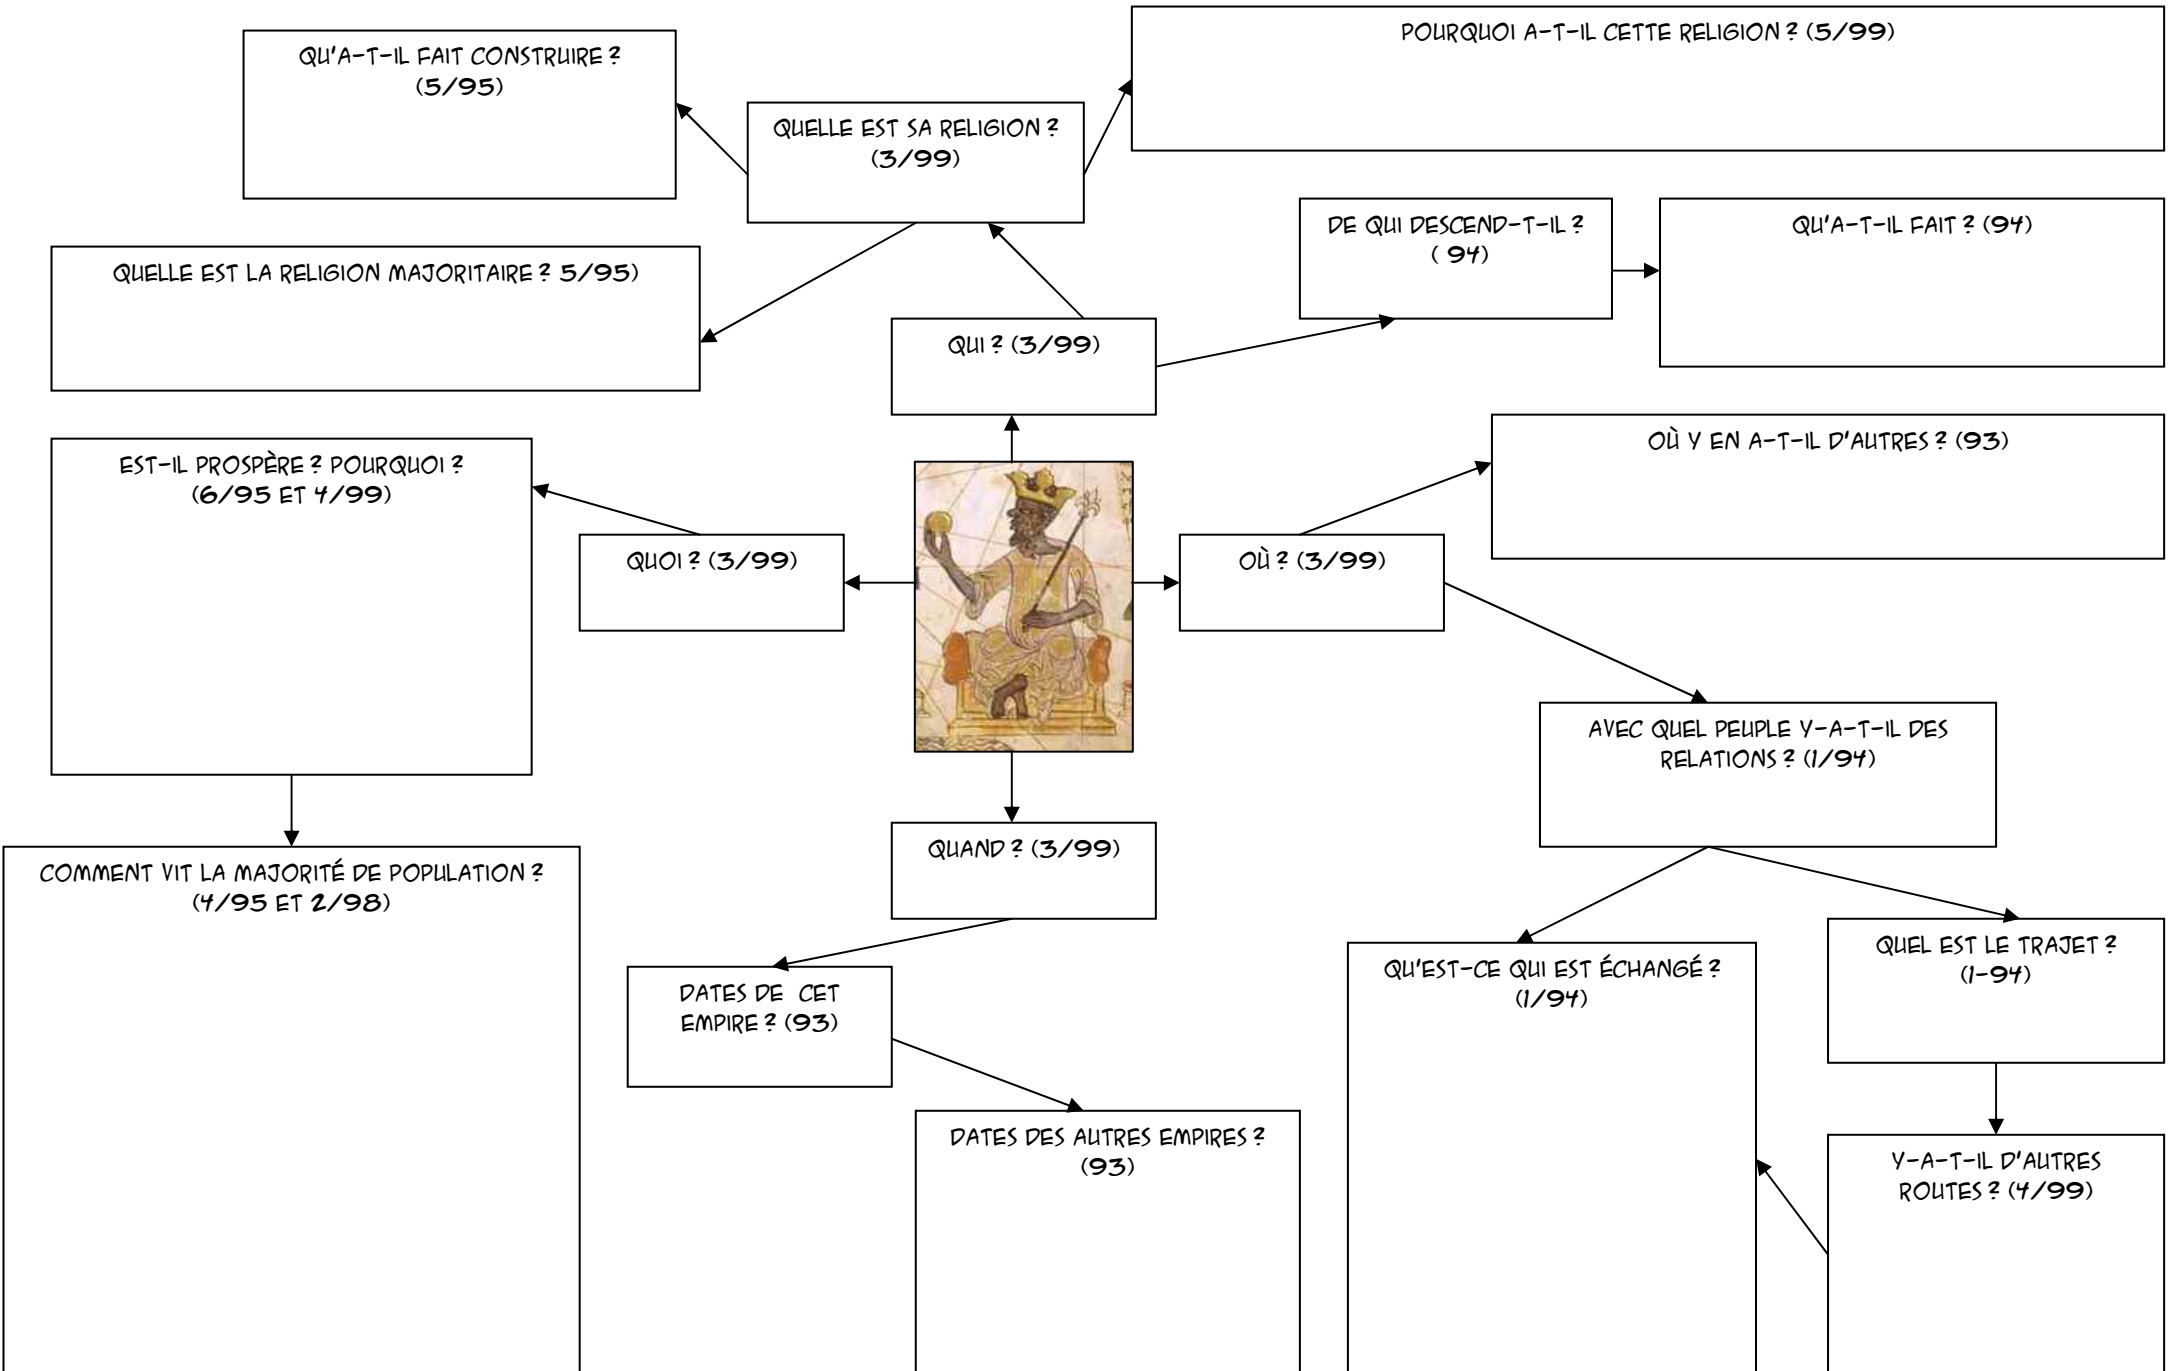 POURQUOI A-T-IL CETTE RELIGION ? (5/99)
QU'A-T-IL FAIT CONSTRUIRE ?
(5/95)
QUELLE EST SA RELIGION ?
(3/99)
DE QUI DESCEND-T-IL ?
( 94)
QU'A-T-IL FAIT ? (94)
QUELLE EST LA RELIGION MAJORITAIRE ? 5/95)
QUI ? (3/99)
OÙ Y EN A-T-IL D'AUTRES ? (93)
EST-IL PROSPÈRE ? POURQUOI ?
(6/95 ET 4/99)
QUOI ? (3/99)
OÙ ? (3/99)
AVEC QUEL PEUPLE Y-A-T-IL DES
RELATIONS ? (1/94)
QUAND ? (3/99)
COMMENT VIT LA MAJORITÉ DE POPULATION ?
(4/95 ET 2/98)
QUEL EST LE TRAJET ?
(1-94)
QU'EST-CE QUI EST ÉCHANGÉ ?
(1/94)
DATES DE  CET
EMPIRE ? (93)
DATES DES AUTRES EMPIRES ?
(93)
Y-A-T-IL D'AUTRES
ROUTES ? (4/99)